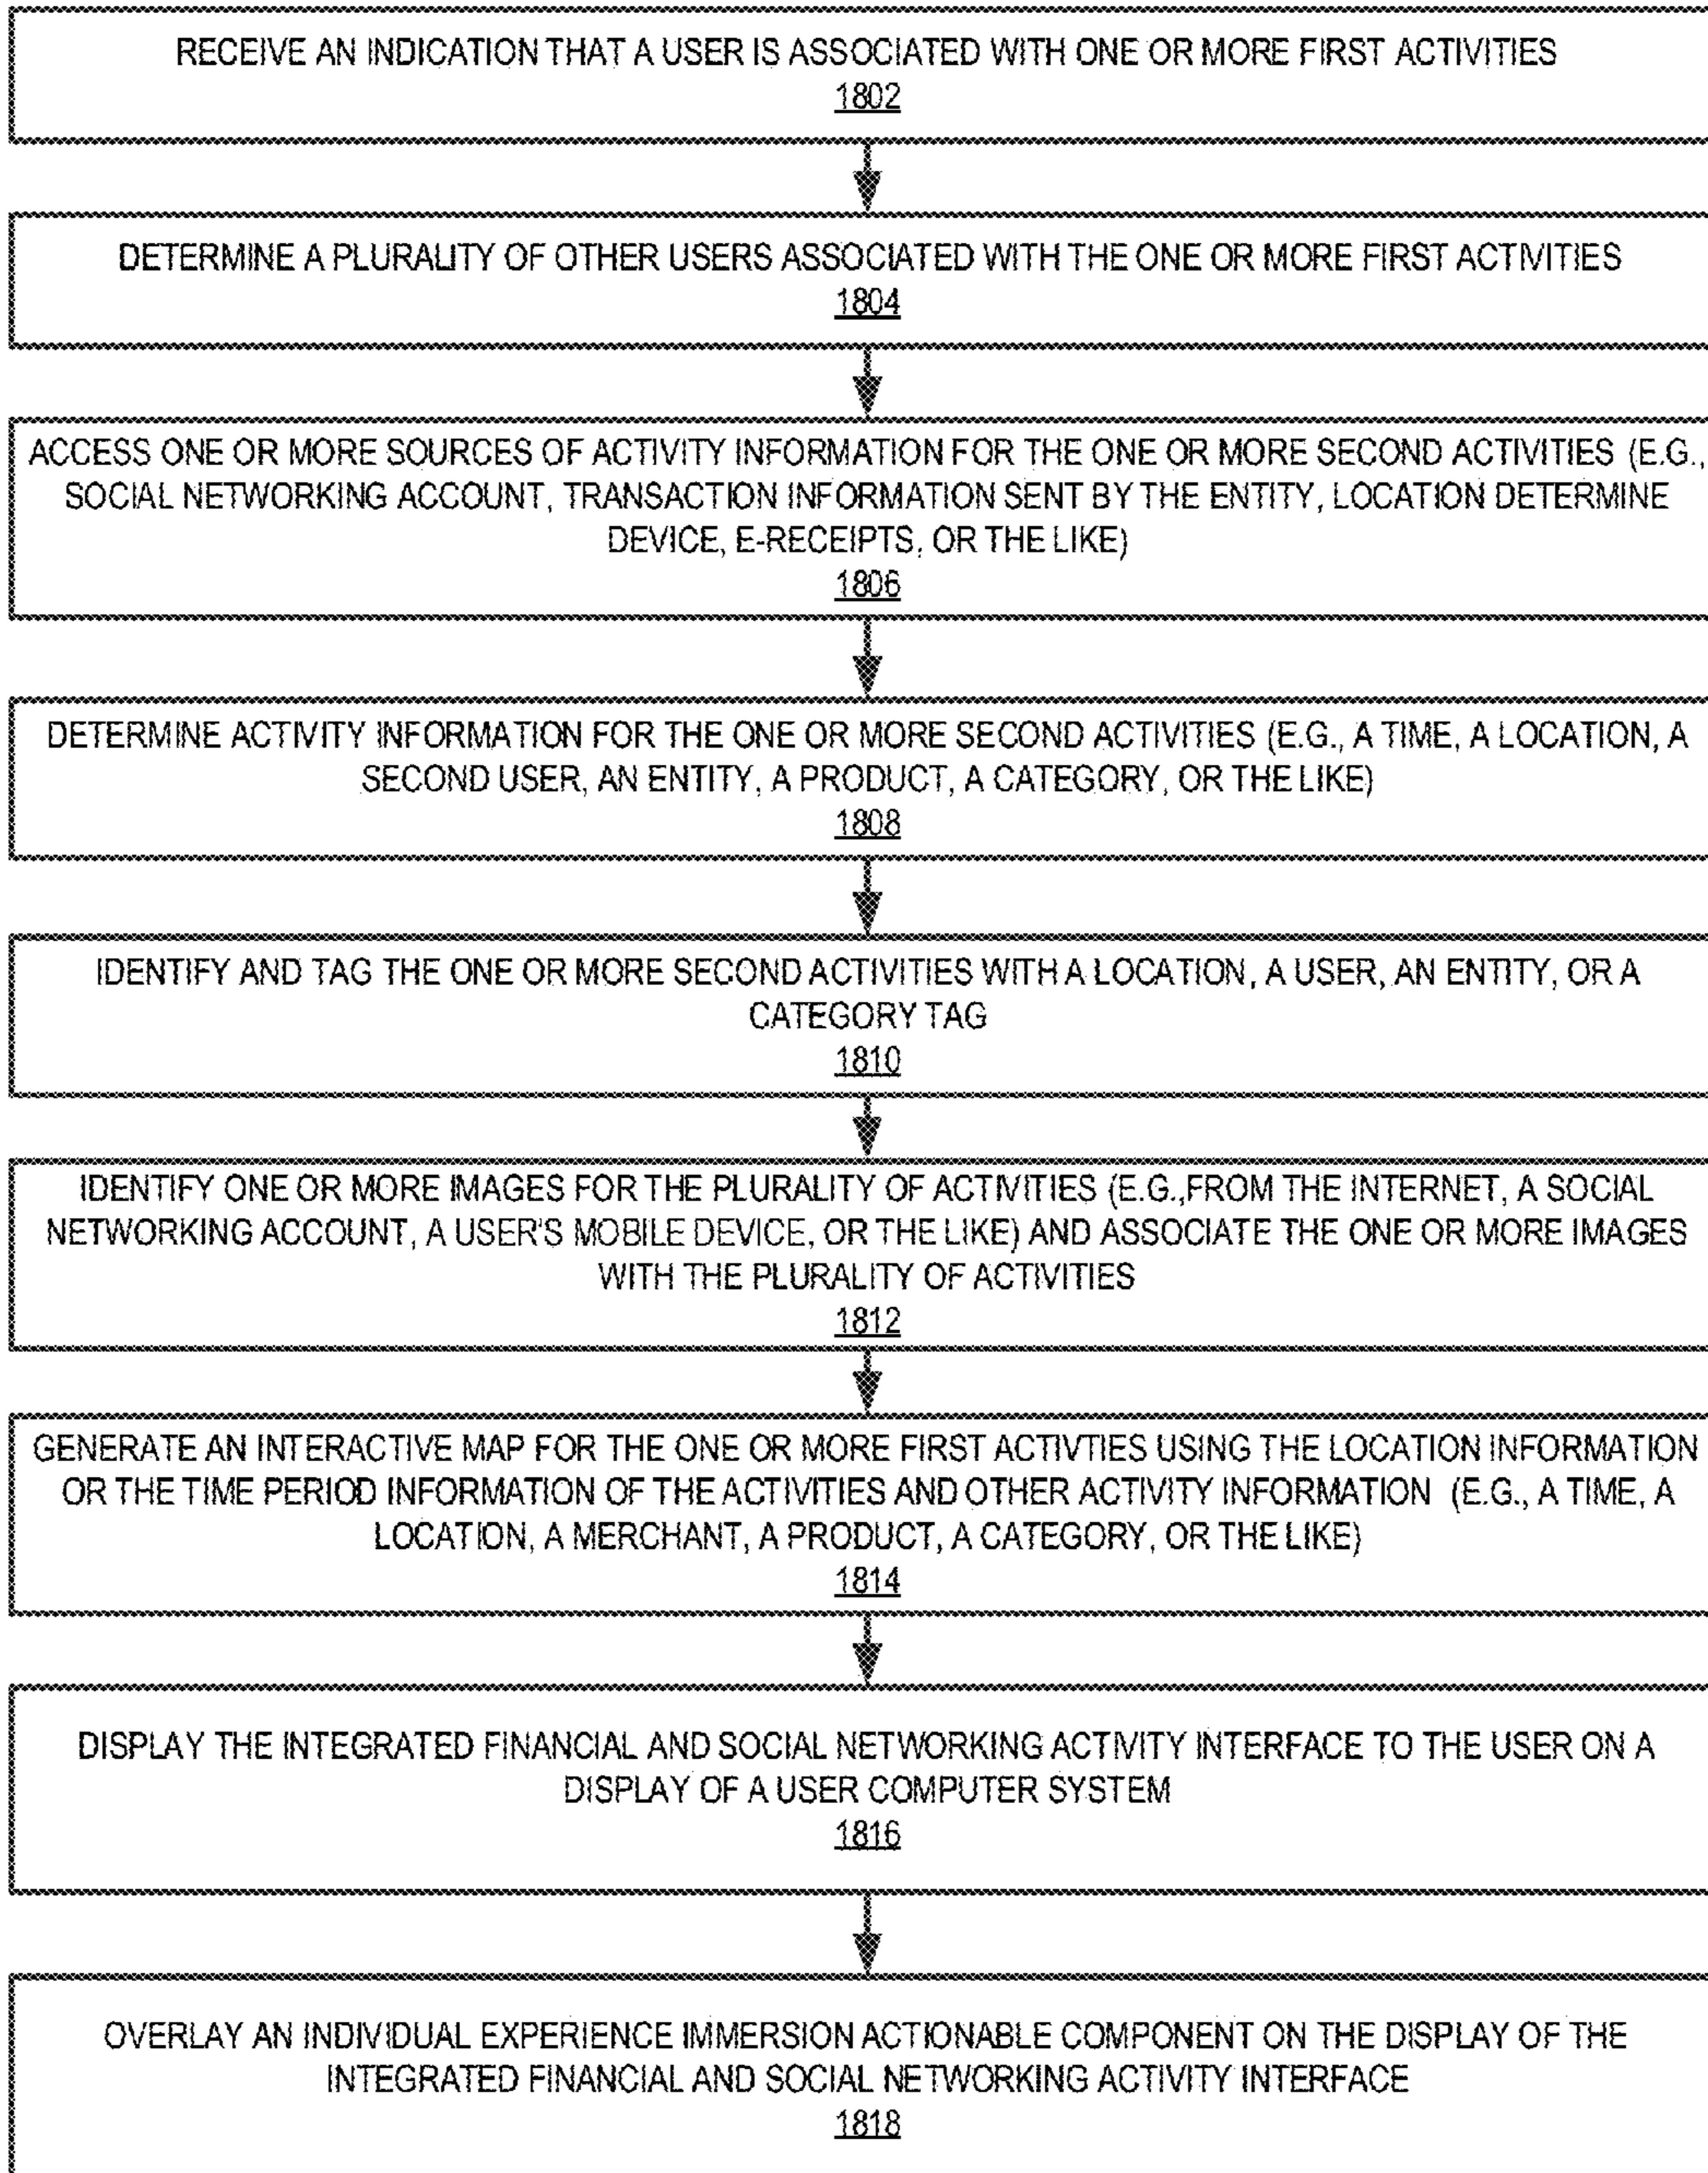 RECEIVE AN INDICATION THAT A USER IS ASSOCIATED WITH ONE OR MORE FIRST ACTIVITIES
1802
DETERMINE A PLURALITY OF OTHER USERS ASSOCIATED WITH THE ONE OR MORE FIRST ACTIVITIES
1804
ACCESS ONE OR MORE SOURCES OF ACTIVITY INFORMATION FOR THE ONE OR MORE SECOND ACTIVITIES (E.G.,
SOCIAL NETWORKING ACCOUNT, TRANSACTION INFORMATION SENT BY THE ENTITY, LOCATION DETERMINE
DEVICE, E-RECEIPTS, OR THE LIKE)
1806
DETERMINE ACTIVITY INFORMATION FOR THE ONE OR MORE SECOND ACTIVITIES (E.G., A TIME, A LOCATION, A
SECOND USER, AN ENTITY, A PRODUCT, A CATEGORY, OR THE LIKE)
1808
IDENTIFY AND TAG THE ONE OR MORE SECOND ACTIVITIES WITH A LOCATION, A USER, AN ENTITY, OR A
CATEGORY TAG
1810
IDENTIFY ONE OR MORE IMAGES FOR THE PLURALITY OF ACTIVITIES (E.G.,FROM THE INTERNET, A SOCIAL
NETWORKING ACCOUNT, A USER'S MOBILE DEVICE, OR THE LIKE) AND ASSOCIATE THE ONE OR MORE IMAGES
WITH THE PLURALITY OF ACTIVITIES
1812
GENERATE AN INTERACTIVE MAP FOR THE ONE OR MORE FIRST ACTIVTIES USING THE LOCATION INFORMATION
OR THE TIME PERIOD INFORMATION OF THE ACTIVITIES AND OTHER ACTIVITY INFORMATION (E.G., A TIME, A
LOCATION, A MERCHANT, A PRODUCT, A CATEGORY, OR THE LIKE)
1814
DISPLAY THE INTEGRATED FINANCIAL AND SOCIAL NETWORKING ACTIVITY INTERFACE TO THE USER ON A
DISPLAY OF A USER COMPUTER SYSTEM
1816
OVERLAY AN INDIVIDUAL EXPERIENCE IMMERSION ACTIONABLE COMPONENT ON THE DISPLAY OF THE
INTEGRATED FINANCIAL AND SOCIAL NETWORKING ACTIVITY INTERFACE
1818